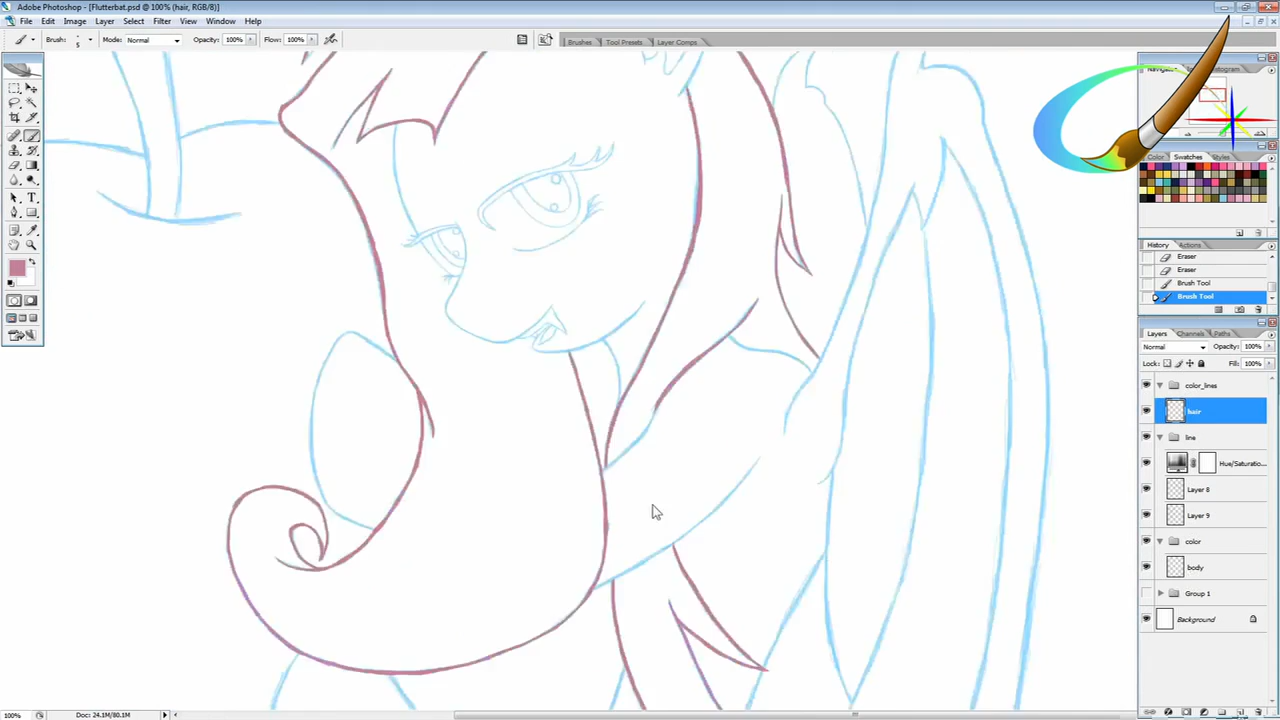 Adobe Photoshop - [Flutterbat.psd @ 100% (hair, RGB/8)]
File Edit Image Layer Select Filter View Window Help
Brush: 5 Mode: Normal Opacity: 100% Flow: 100% Brushes Tool Presets Layer Comps
Color Swatches Styles
History Actions
Eraser
Eraser
Brush Tool
Brush Tool
Layers Channels Paths
Normal Opacity: 100%
Lock: Fill: 100%
color_lines
hair
line
Hue/Saturatio...
Layer 8
Layer 9
color
body
Group 1
Background
100% Doc: 24.1M/80.1M